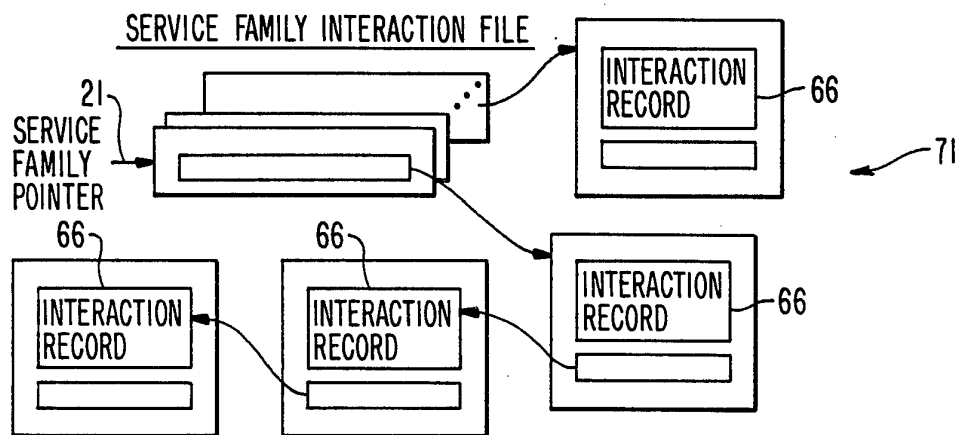 SERVICE FAMILY INTERACTION FILE
21
SERVICE
FAMILY
POINTER
INTERACTION
RECORD
66
71
66
INTERACTION
RECORD
66
INTERACTION
RECORD
INTERACTION
RECORD
66